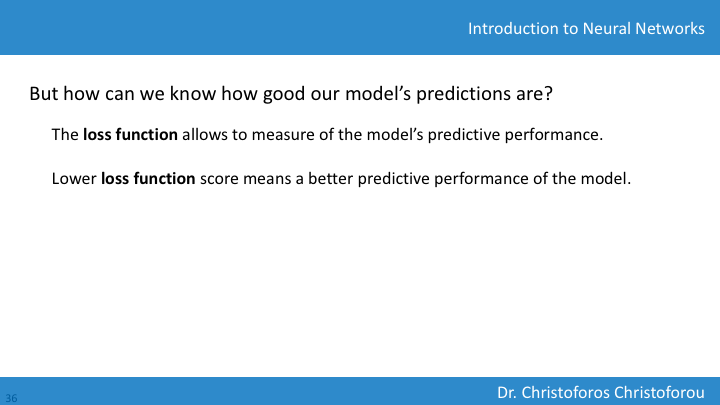 Introduction to Neural Networks
But how can we know how good our model’s predictions are?
The loss function allows to measure of the model’s predictive performance.
Lower loss function score means a better predictive performance of the model.
Dr. Christoforos Christoforou
36